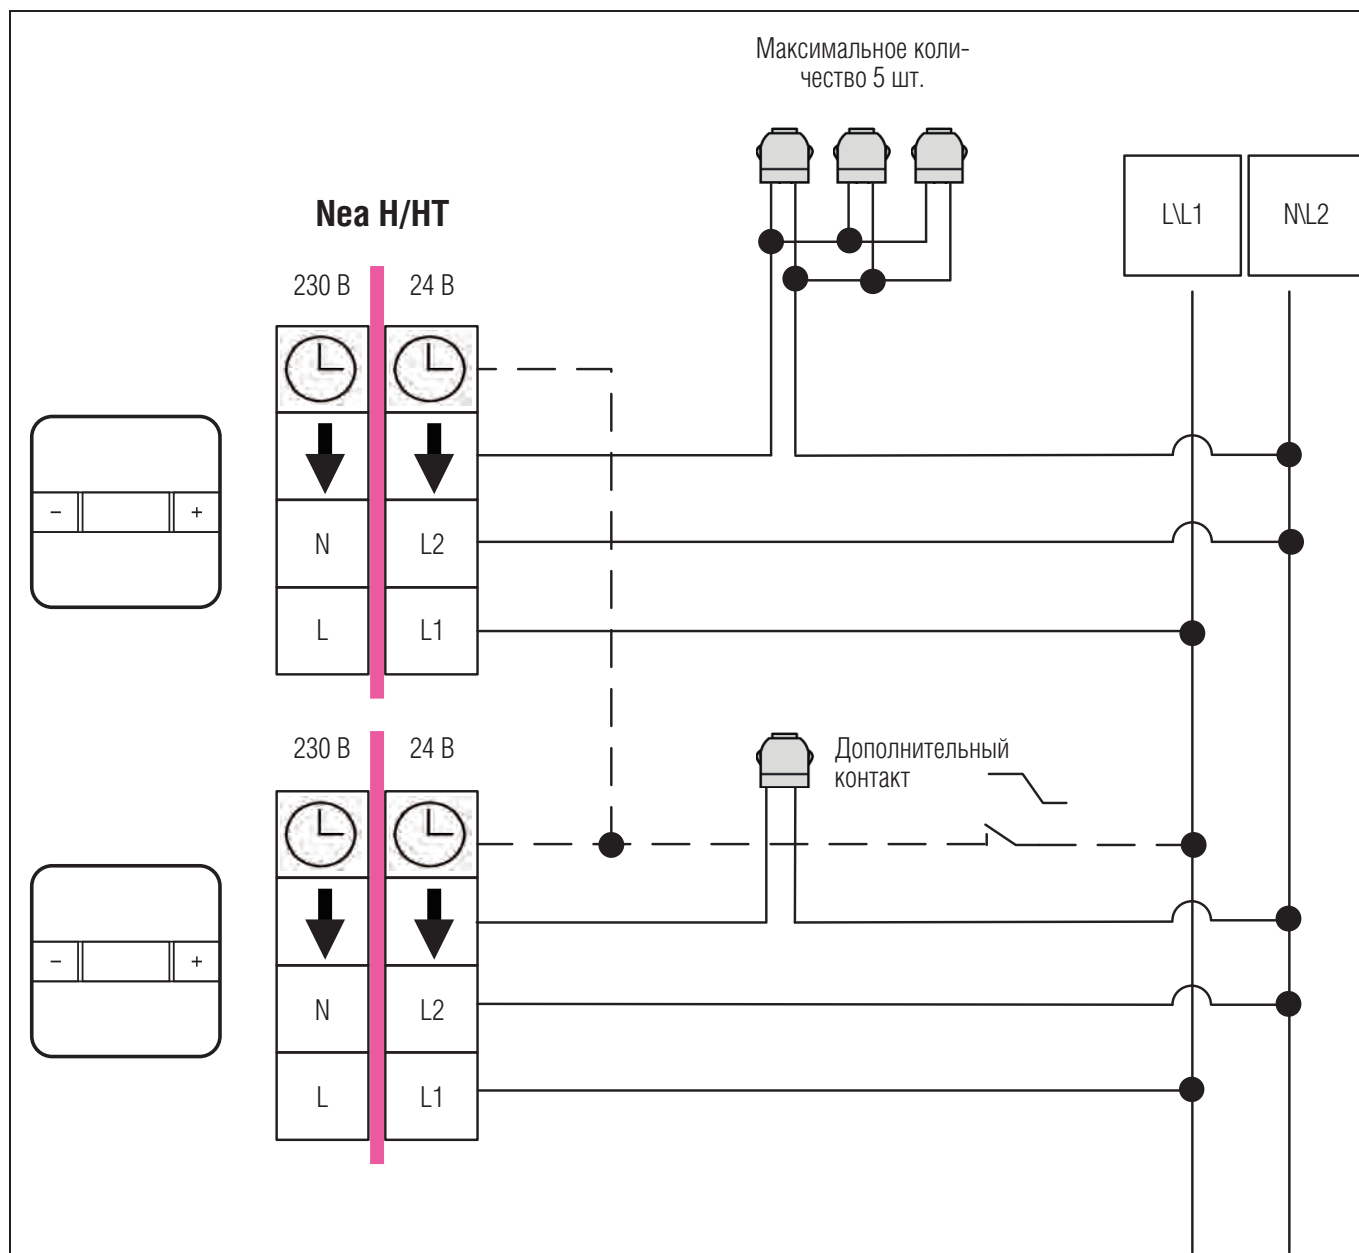 Максимальное коли-
чество 5 шт.
L\L1
N\L2
Nea H/HT
230 В
24 В
N
L2
L
L1
- +
230 В
24 В
Дополнительный
контакт
N
L2
L
L1
- +